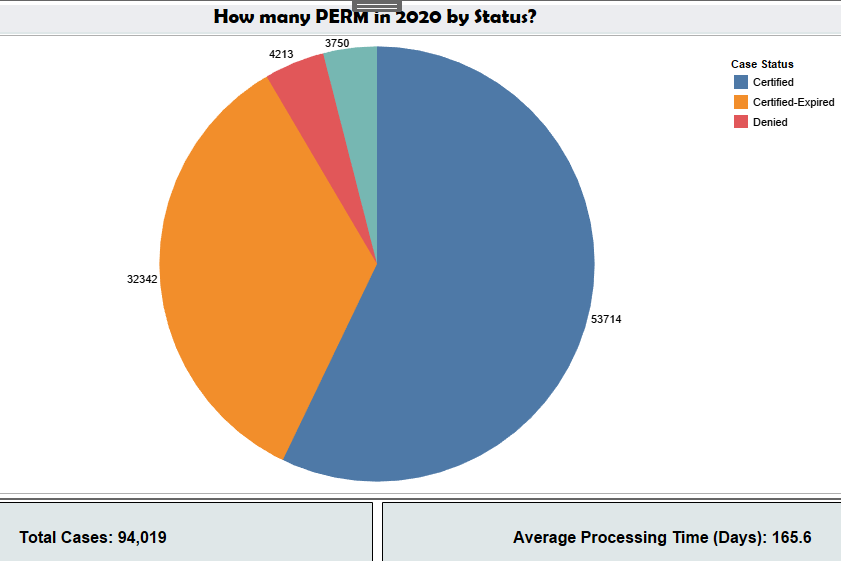 How many PERM in 2020 by Status?
3750
4213
Case Status
Certified
Certified-Expired
Denied
32342
53714
Total Cases: 94,019
Average Processing Time (Days): 165.6